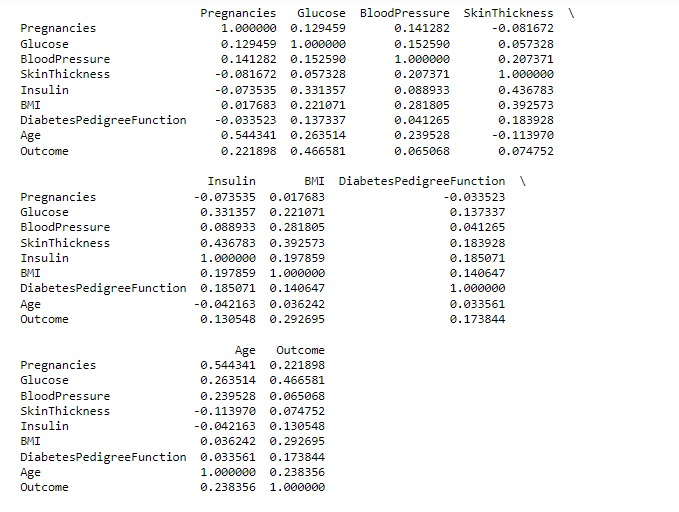 Pregnancies Glucose BloodPressure SkinThickness \
Pregnancies 1.000000 0.129459 0.141282 -0.081672
Glucose 0.129459 1.000000 0.152590 0.057328
BloodPressure 0.141282 0.152590 1.000000 0.207371
SkinThickness -0.081672 0.057328 0.207371 1.000000
Insulin -0.073535 0.331357 0.088933 0.436783
BMI 0.017683 0.221071 0.281805 0.392573
DiabetesPedigreeFunction -0.033523 0.137337 0.041265 0.183928
Age 0.544341 0.263514 0.239528 -0.113970
Outcome 0.221898 0.466581 0.065068 0.074752
Insulin BMI DiabetesPedigreeFunction \
Pregnancies -0.073535 0.017683 -0.033523
Glucose 0.331357 0.221071 0.137337
BloodPressure 0.088933 0.281805 0.041265
SkinThickness 0.436783 0.392573 0.183928
Insulin 1.000000 0.197859 0.185071
BMI 0.197859 1.000000 0.140647
DiabetesPedigreeFunction 0.185071 0.140647 1.000000
Age -0.042163 0.036242 0.033561
Outcome 0.130548 0.292695 0.173844
Age Outcome
Pregnancies 0.544341 0.221898
Glucose 0.263514 0.466581
BloodPressure 0.239528 0.065068
SkinThickness -0.113970 0.074752
Insulin -0.042163 0.130548
BMI 0.036242 0.292695
DiabetesPedigreeFunction 0.033561 0.173844
Age 1.000000 0.238356
Outcome 0.238356 1.000000